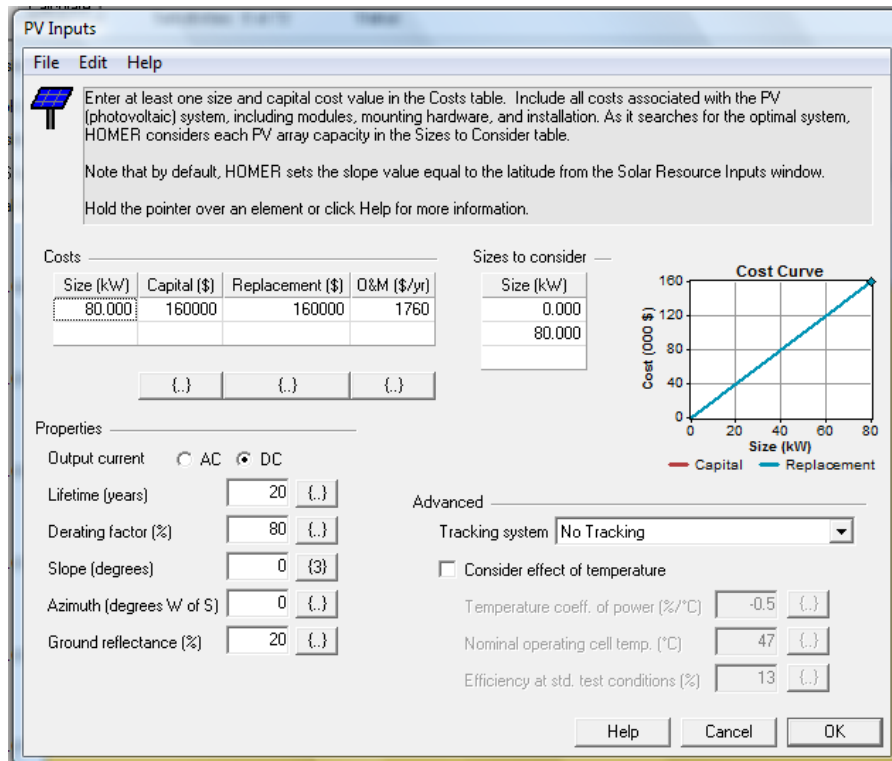 PV Inputs
File Edit Help
Enter at least one size and capital cost value in the Costs table. Include all costs associated with the PV
(photovoltaic) system, including modules, mounting hardware, and installation. As it searches for the optimal system,
HOMER considers each PV array capacity in the Sizes to Consider table.
Note that by default, HOMER sets the slope value equal to the latitude from the Solar Resource Inputs window.
Hold the pointer over an element or click Help for more information.
Costs
Size (kW) Capital ($) Replacement ($) O&M ($/yr)
80.000 160000 160000 1760
{..} {..} {..}
Sizes to consider
Size (kW)
0.000
80.000
Cost Curve
Cost (000 $)
160
120
80
40
0
0 20 40 60 80
Size (kW)
Capital Replacement
Properties
Output current AC DC
Lifetime (years) 20 {..}
Derating factor (%) 80 {..}
Slope (degrees) 0 {3}
Azimuth (degrees W of S) 0 {..}
Ground reflectance (%) 20 {..}
Advanced
Tracking system No Tracking
Consider effect of temperature
Temperature coeff. of power (%/°C) -0.5 {..}
Nominal operating cell temp. (°C) 47 {..}
Efficiency at std. test conditions (%) 13 {..}
Help Cancel OK